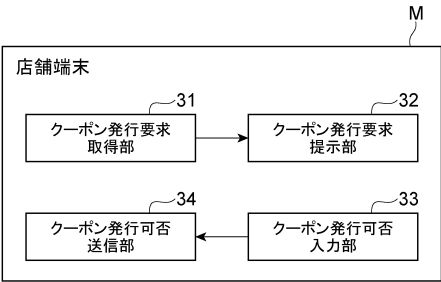 M
店舗端末
31
クーポン発行要求
取得部
32
クーポン発行要求
提示部
34
クーポン発行可否
送信部
33
クーポン発行可否
入力部